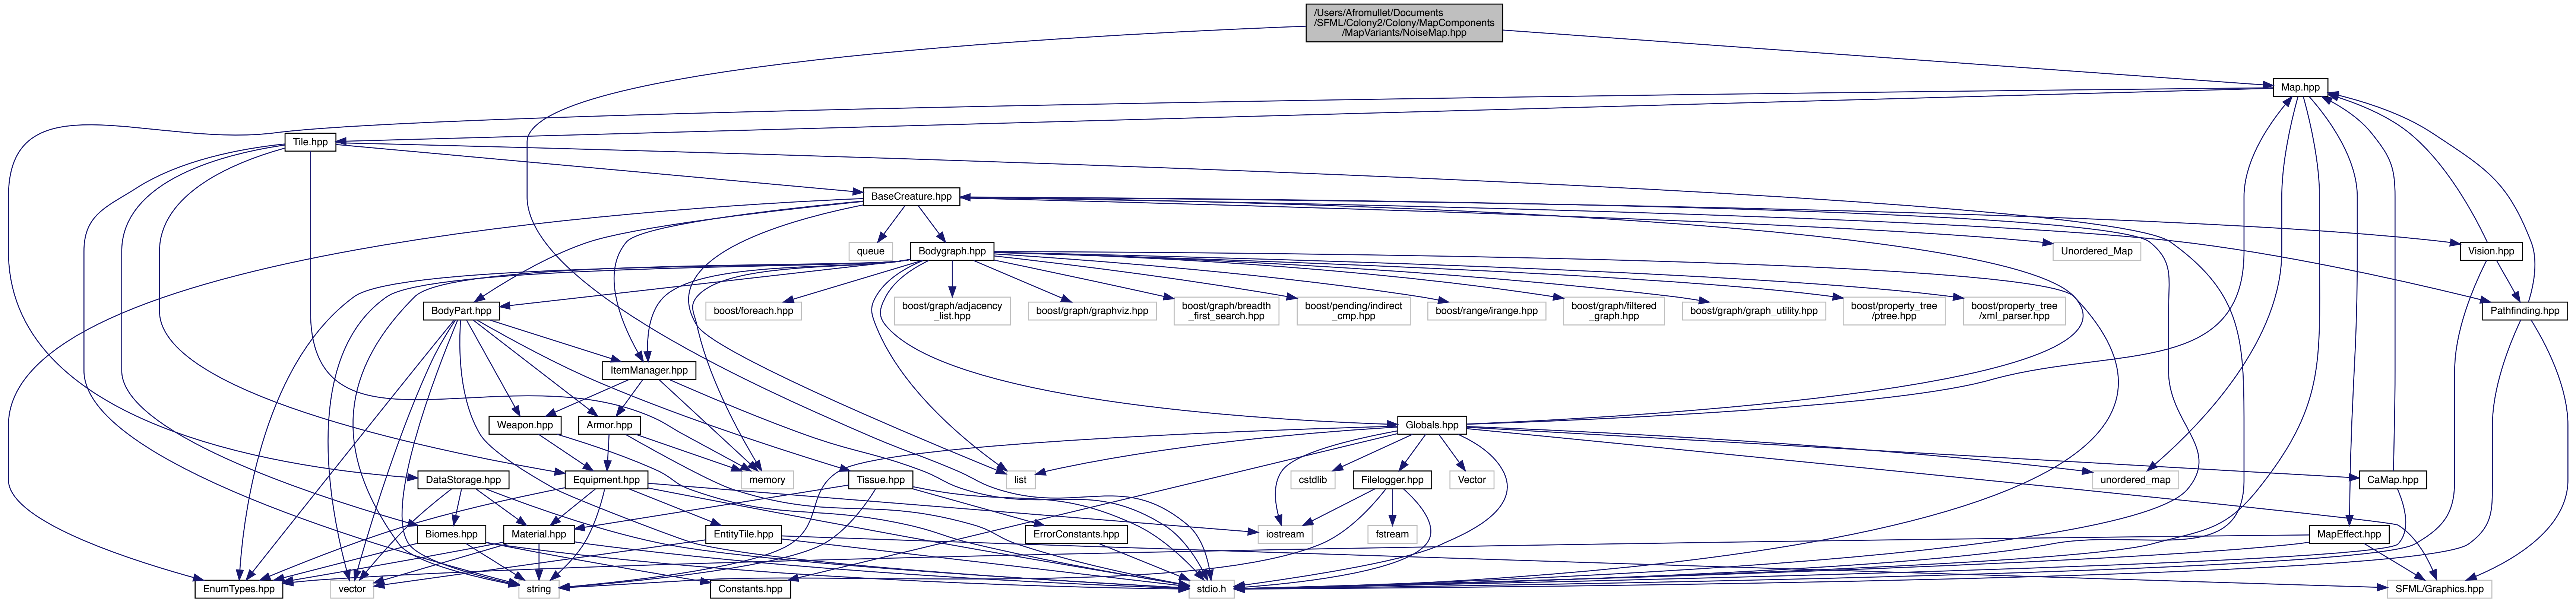 /Users/Afromullet/Documents
/SFML/Colony2/Colony/MapComponents
/MapVariants/NoiseMap.hpp
Map.hpp
Tile.hpp
BaseCreature.hpp
queue
Bodygraph.hpp
Unordered_Map
Vision.hpp
BodyPart.hpp
boost/foreach.hpp
boost/graph/adjacency
_list.hpp
boost/graph/graphviz.hpp
boost/graph/breadth
_first_search.hpp
boost/pending/indirect
_cmp.hpp
boost/range/irange.hpp
boost/graph/filtered
_graph.hpp
boost/graph/graph_utility.hpp
boost/property_tree
/ptree.hpp
boost/property_tree
/xml_parser.hpp
Pathfinding.hpp
ItemManager.hpp
Weapon.hpp
Armor.hpp
Globals.hpp
DataStorage.hpp
Equipment.hpp
memory
Tissue.hpp
list
cstdlib
Filelogger.hpp
Vector
unordered_map
CaMap.hpp
Biomes.hpp
Material.hpp
EntityTile.hpp
ErrorConstants.hpp
iostream
fstream
MapEffect.hpp
EnumTypes.hpp
vector
string
Constants.hpp
stdio.h
SFML/Graphics.hpp